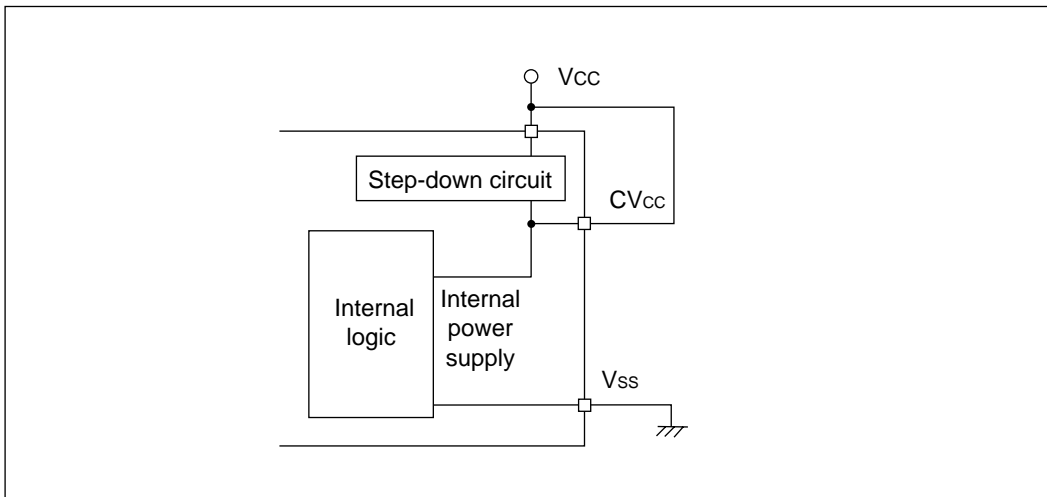 Vcc
Step-down circuit
CVcc
Internal
logic
Internal
power
supply
Vss